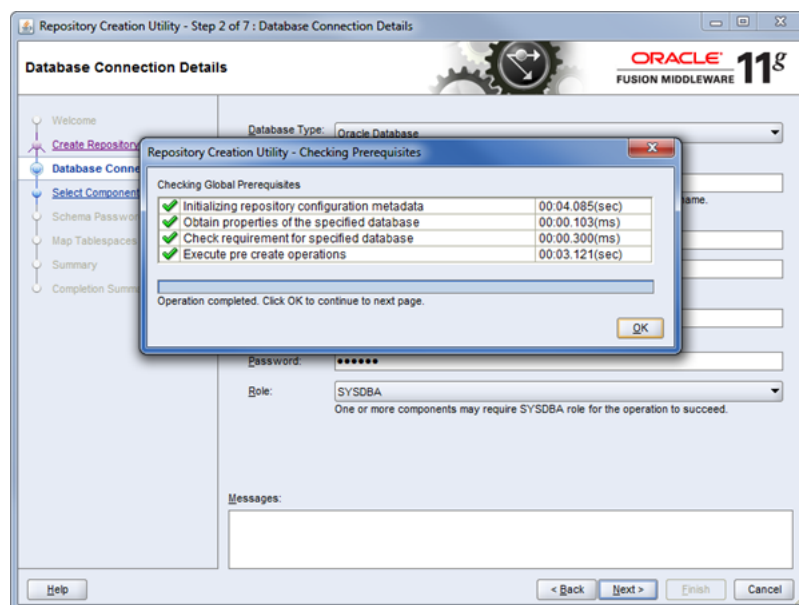 Repository Creation Utility - Step 2 of 7 : Database Connection Details
Database Connection Details
ORACLE
FUSION MIDDLEWARE
11g
Welcome
Create Repository
Database Conne
Select Component
Schema Passwor
Map Tablespaces
Summary
Completion Summ
Database Type:
Oracle Database
ame.
Repository Creation Utility - Checking Prerequisites
Checking Global Prerequisites
Initializing repository configuration metadata 00:04.085(sec)
Obtain properties of the specified database 00:00.103(ms)
Check requirement for specified database 00:00.300(ms)
Execute pre create operations 00:03.121(sec)
Operation completed. Click OK to continue to next page.
OK
Password: ●●●●●●
Role: SYSDBA
One or more components may require SYSDBA role for the operation to succeed.
Messages:
Help
< Back
Next >
Finish
Cancel